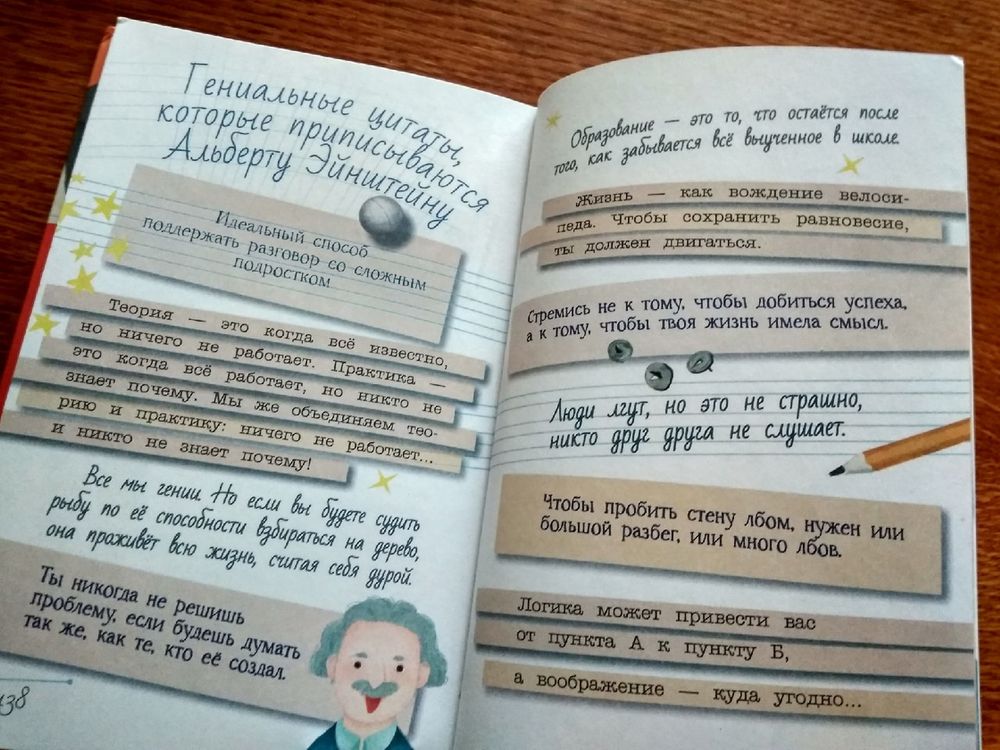 Гениальные цитаты,
которые приписываются
Альберту Эйнштейну
Идеальный способ
поддержать разговор со сложным
подростком
Теория — это когда всё известно,
но ничего не работает. Практика —
это когда всё работает, но никто не
знает почему. Мы же объединяем тео-
рию и практику: ничего не работает...
и никто не знает почему!
Все мы гении. Но если вы будете судить
рыбу по её способности взбираться на дерево,
она проживёт всю жизнь, считая себя дурой.
Ты никогда не решишь
проблему, если будешь думать
так же, как те, кто её создал.
138
Образование — это то, что остаётся после
того, как забывается всё выученное в школе.
Жизнь — как вождение велоси-
педа. Чтобы сохранить равновесие,
ты должен двигаться.
Стремись не к тому, чтобы добиться успеха,
а к тому, чтобы твоя жизнь имела смысл.
Люди лгут, но это не страшно,
никто друг друга не слушает.
Чтобы пробить стену лбом, нужен или
большой разбег, или много лбов.
Логика может привести вас
от пункта А к пункту Б,
а воображение — куда угодно...